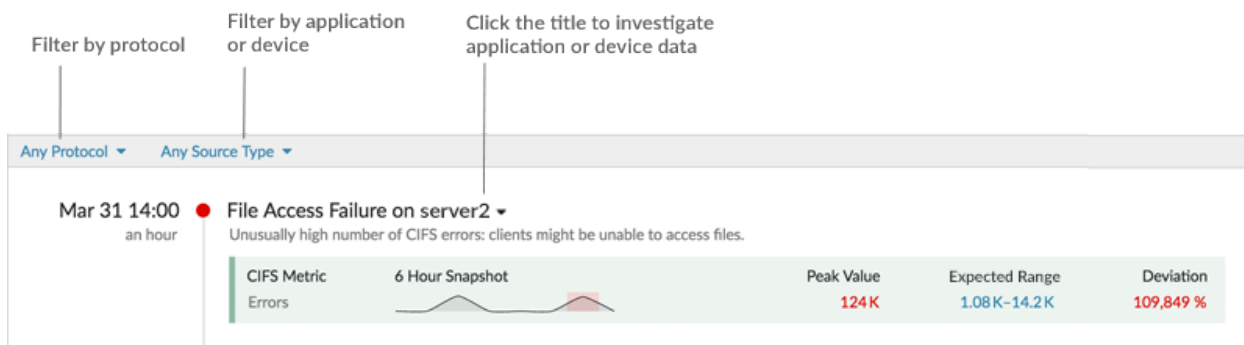 Filter by protocol
Filter by application
or device
Click the title to investigate
application or device data
Any Protocol
Any Source Type
Mar 31 14:00
an hour
File Access Failure on server2
Unusually high number of CIFS errors: clients might be unable to access files.
CIFS Metric 6 Hour Snapshot Peak Value Expected Range Deviation
Errors 124 K 1.08 K–14.2 K 109,849 %